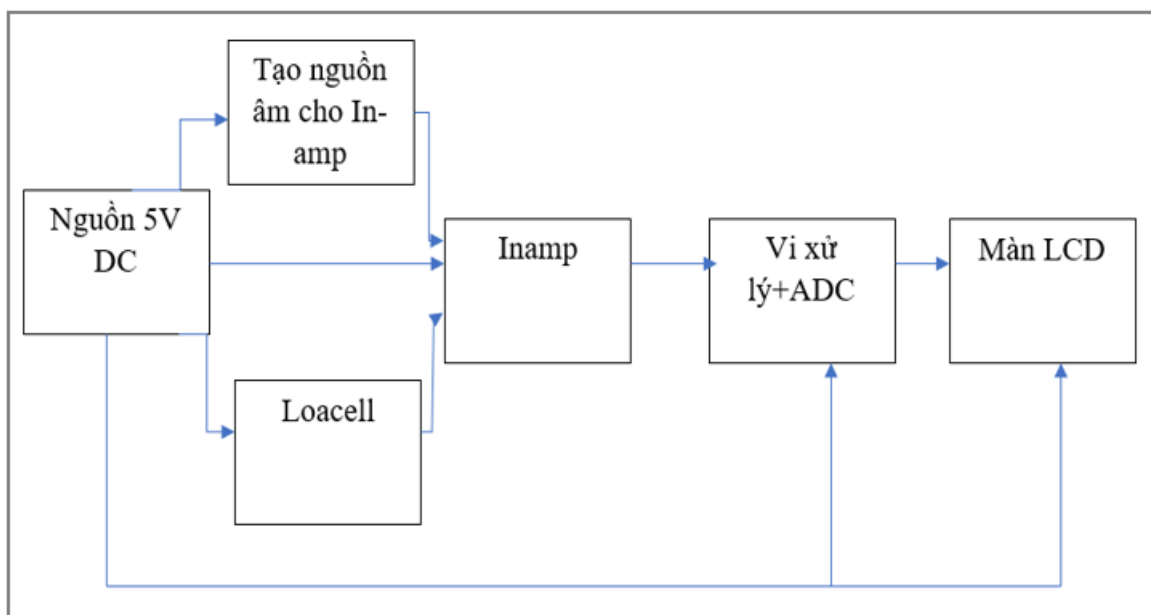 Tạo nguồn
âm cho In-
amp
Nguồn 5V
DC
Inamp
Vi xử
lý+ADC
Màn LCD
Loacell